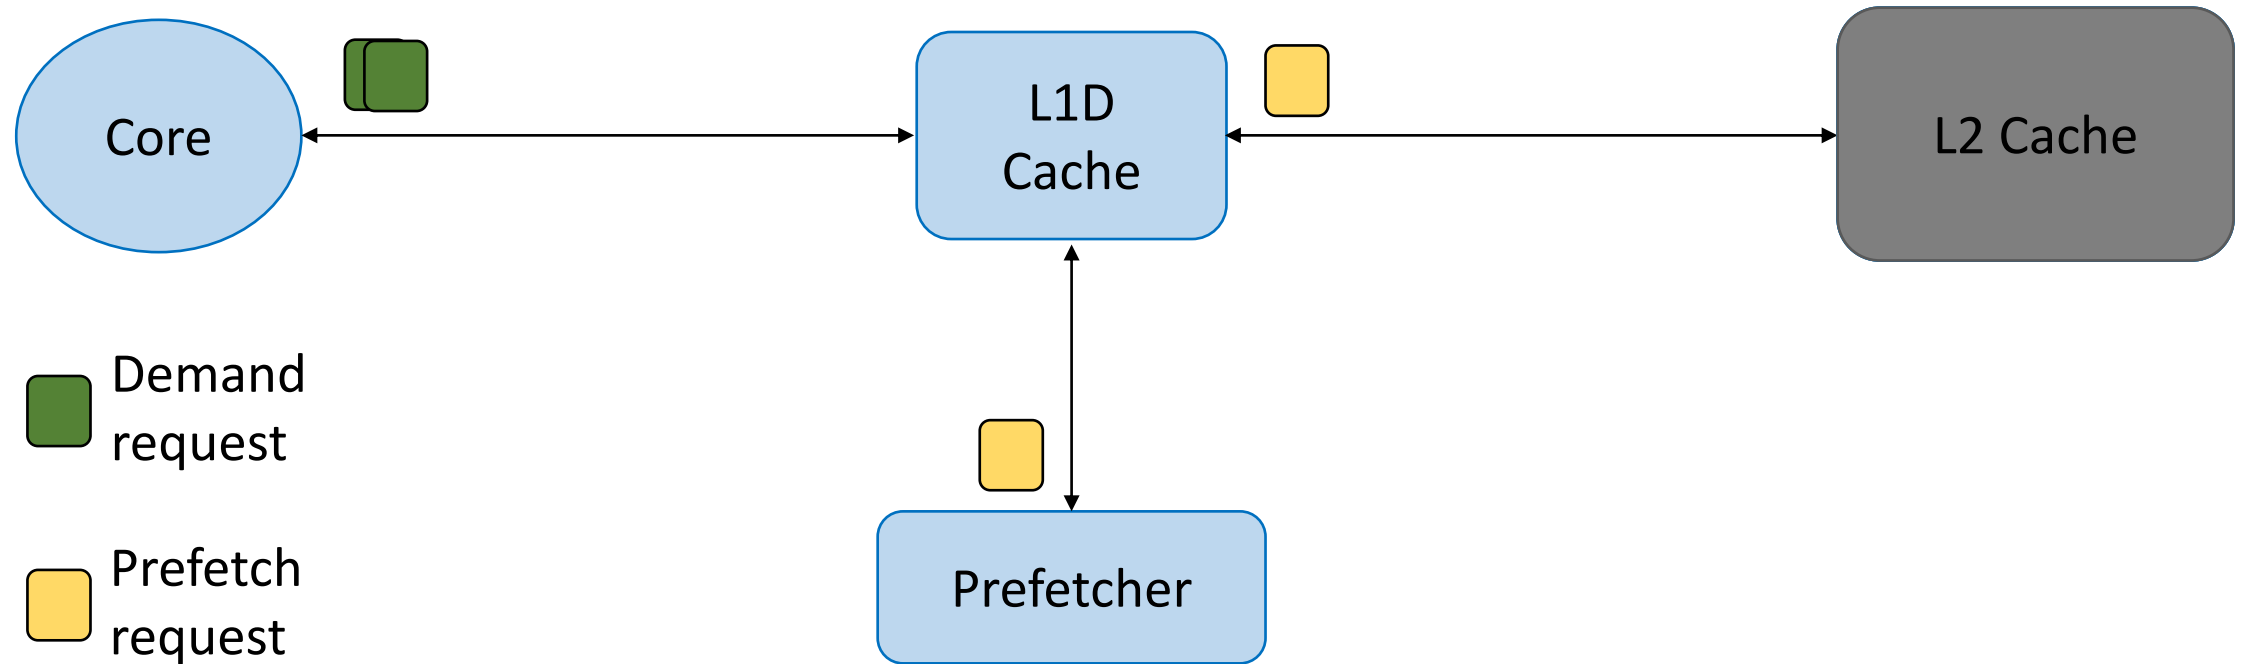 Core
L1D
Cache
L2 Cache
Demand
request
Prefetcher
Prefetch
request